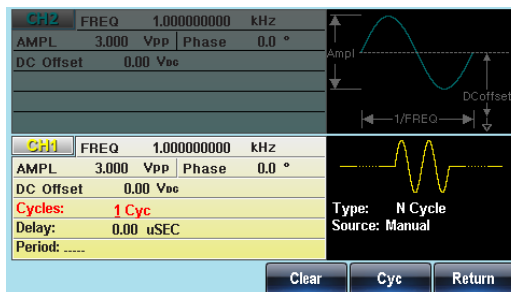 CH2 FREQ 1.000000000 kHz
AMPL 3.000 Vpp Phase 0.0 °
DC Offset 0.00 VDC
Ampl
DCoffset
1/FREQ
CH1 FREQ 1.000000000 kHz
AMPL 3.000 Vpp Phase 0.0 °
DC Offset 0.00 VDC
Cycles: 1 Cyc
Delay: 0.00 uSEC
Period: .....
Type: N Cycle
Source: Manual
Clear Cyc Return